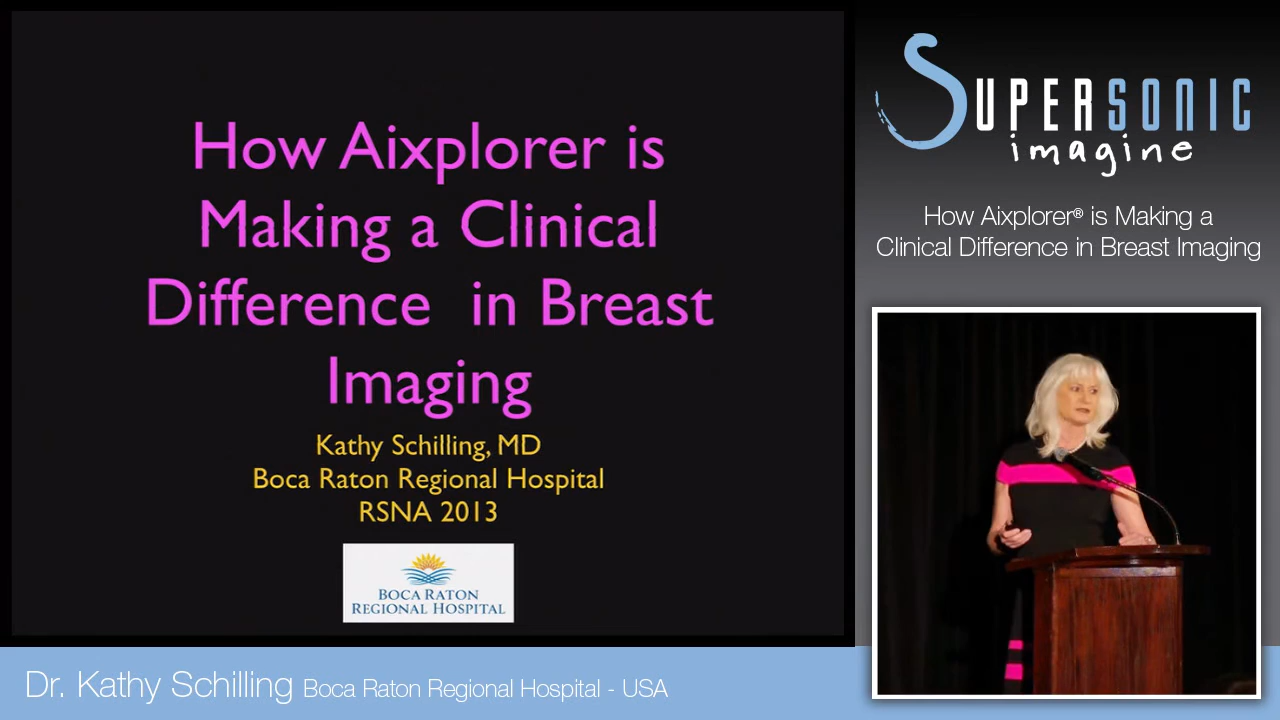 How Aixplorer is
Making a Clinical
Difference in Breast
Imaging
Kathy Schilling, MD
Boca Raton Regional Hospital
RSNA 2013
BOCA RATON
REGIONAL HOSPITAL
SUPERSONIC
imagine
How Aixplorer® is Making a
Clinical Difference in Breast Imaging
Dr. Kathy Schilling Boca Raton Regional Hospital - USA